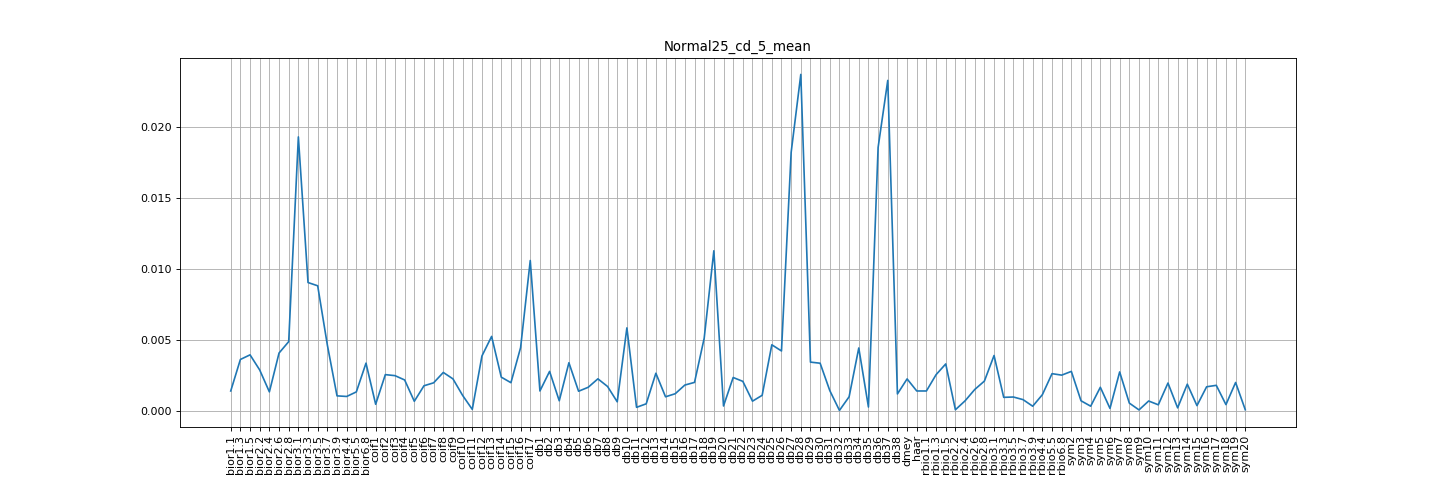 Normal25_cd_5_mean
0.020
0.015
0.010
0.005
0.000
bior1.1
bior1.3
bior1.5
bior2.2
bior2.4
bior2.6
bior2.8
bior3.1
bior3.3
bior3.5
bior3.7
bior3.9
bior4.4
bior5.5
bior6.8
coif1
coif2
coif3
coif4
coif5
coif6
coif7
coif8
coif9
coif10
coif11
coif12
coif13
coif14
coif15
coif16
coif17
db1
db2
db3
db4
db5
db6
db7
db8
db9
db10
db11
db12
db13
db14
db15
db16
db17
db18
db19
db20
db21
db22
db23
db24
db25
db26
db27
db28
db29
db30
db31
db32
db33
db34
db35
db36
db37
db38
dmey
haar
rbio1.1
rbio1.3
rbio1.5
rbio2.2
rbio2.4
rbio2.6
rbio2.8
rbio3.1
rbio3.3
rbio3.5
rbio3.7
rbio3.9
rbio4.4
rbio5.5
rbio6.8
sym2
sym3
sym4
sym5
sym6
sym7
sym8
sym9
sym10
sym11
sym12
sym13
sym14
sym15
sym16
sym17
sym18
sym19
sym20